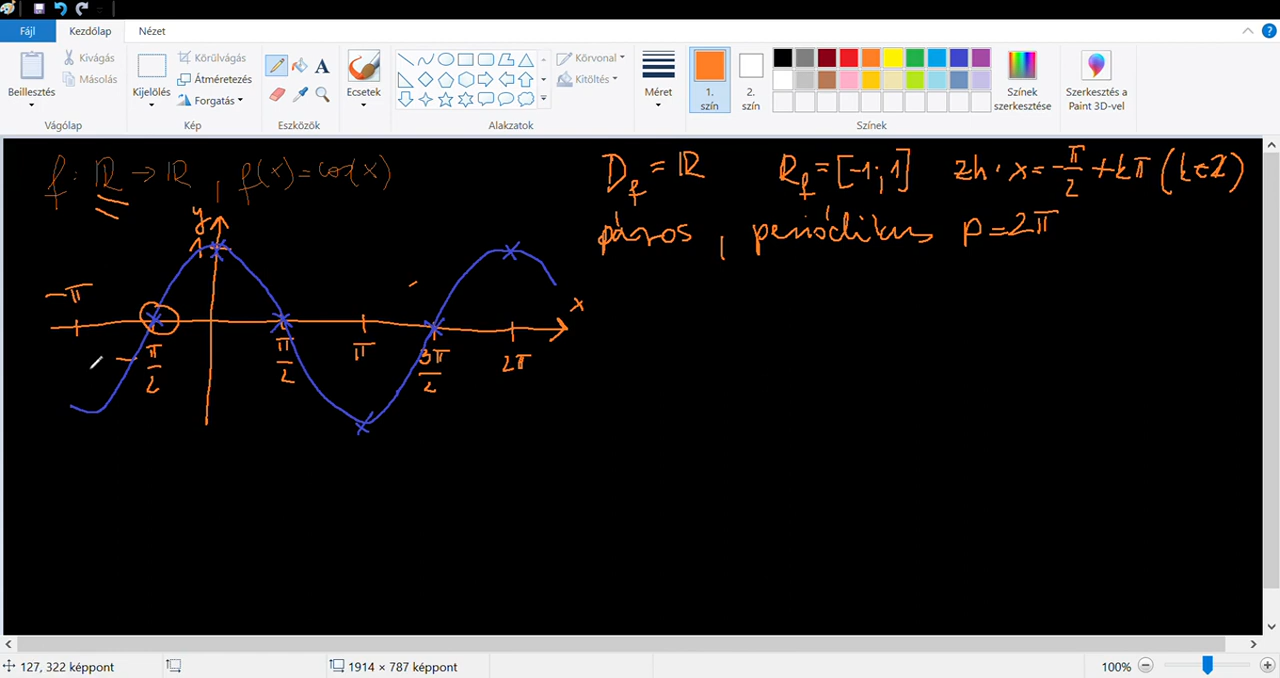 Fájl Kezdőlap Nézet
Beillesztés Kivágás Másolás Vágólap
Kijelölés Körülvágás Átméretezés Forgatás Kép
A Eszközök
Ecsetek
Körvonal Kitöltés Alakzatok
Méret
1. szín 2. szín Színek szerkesztése Színek
Szerkesztés a Paint 3D-vel
f: ℝ → ℝ, f(x) = cos(x)
D_f = ℝ R_f = [-1; 1] zh. x = -π/2 + kπ (k∈ℤ)
páros, periódikus p = 2π
y
1
-π
x
-π/2 π/2 π 3π/2 2π
127, 322 képpont 1914 × 787 képpont 100%